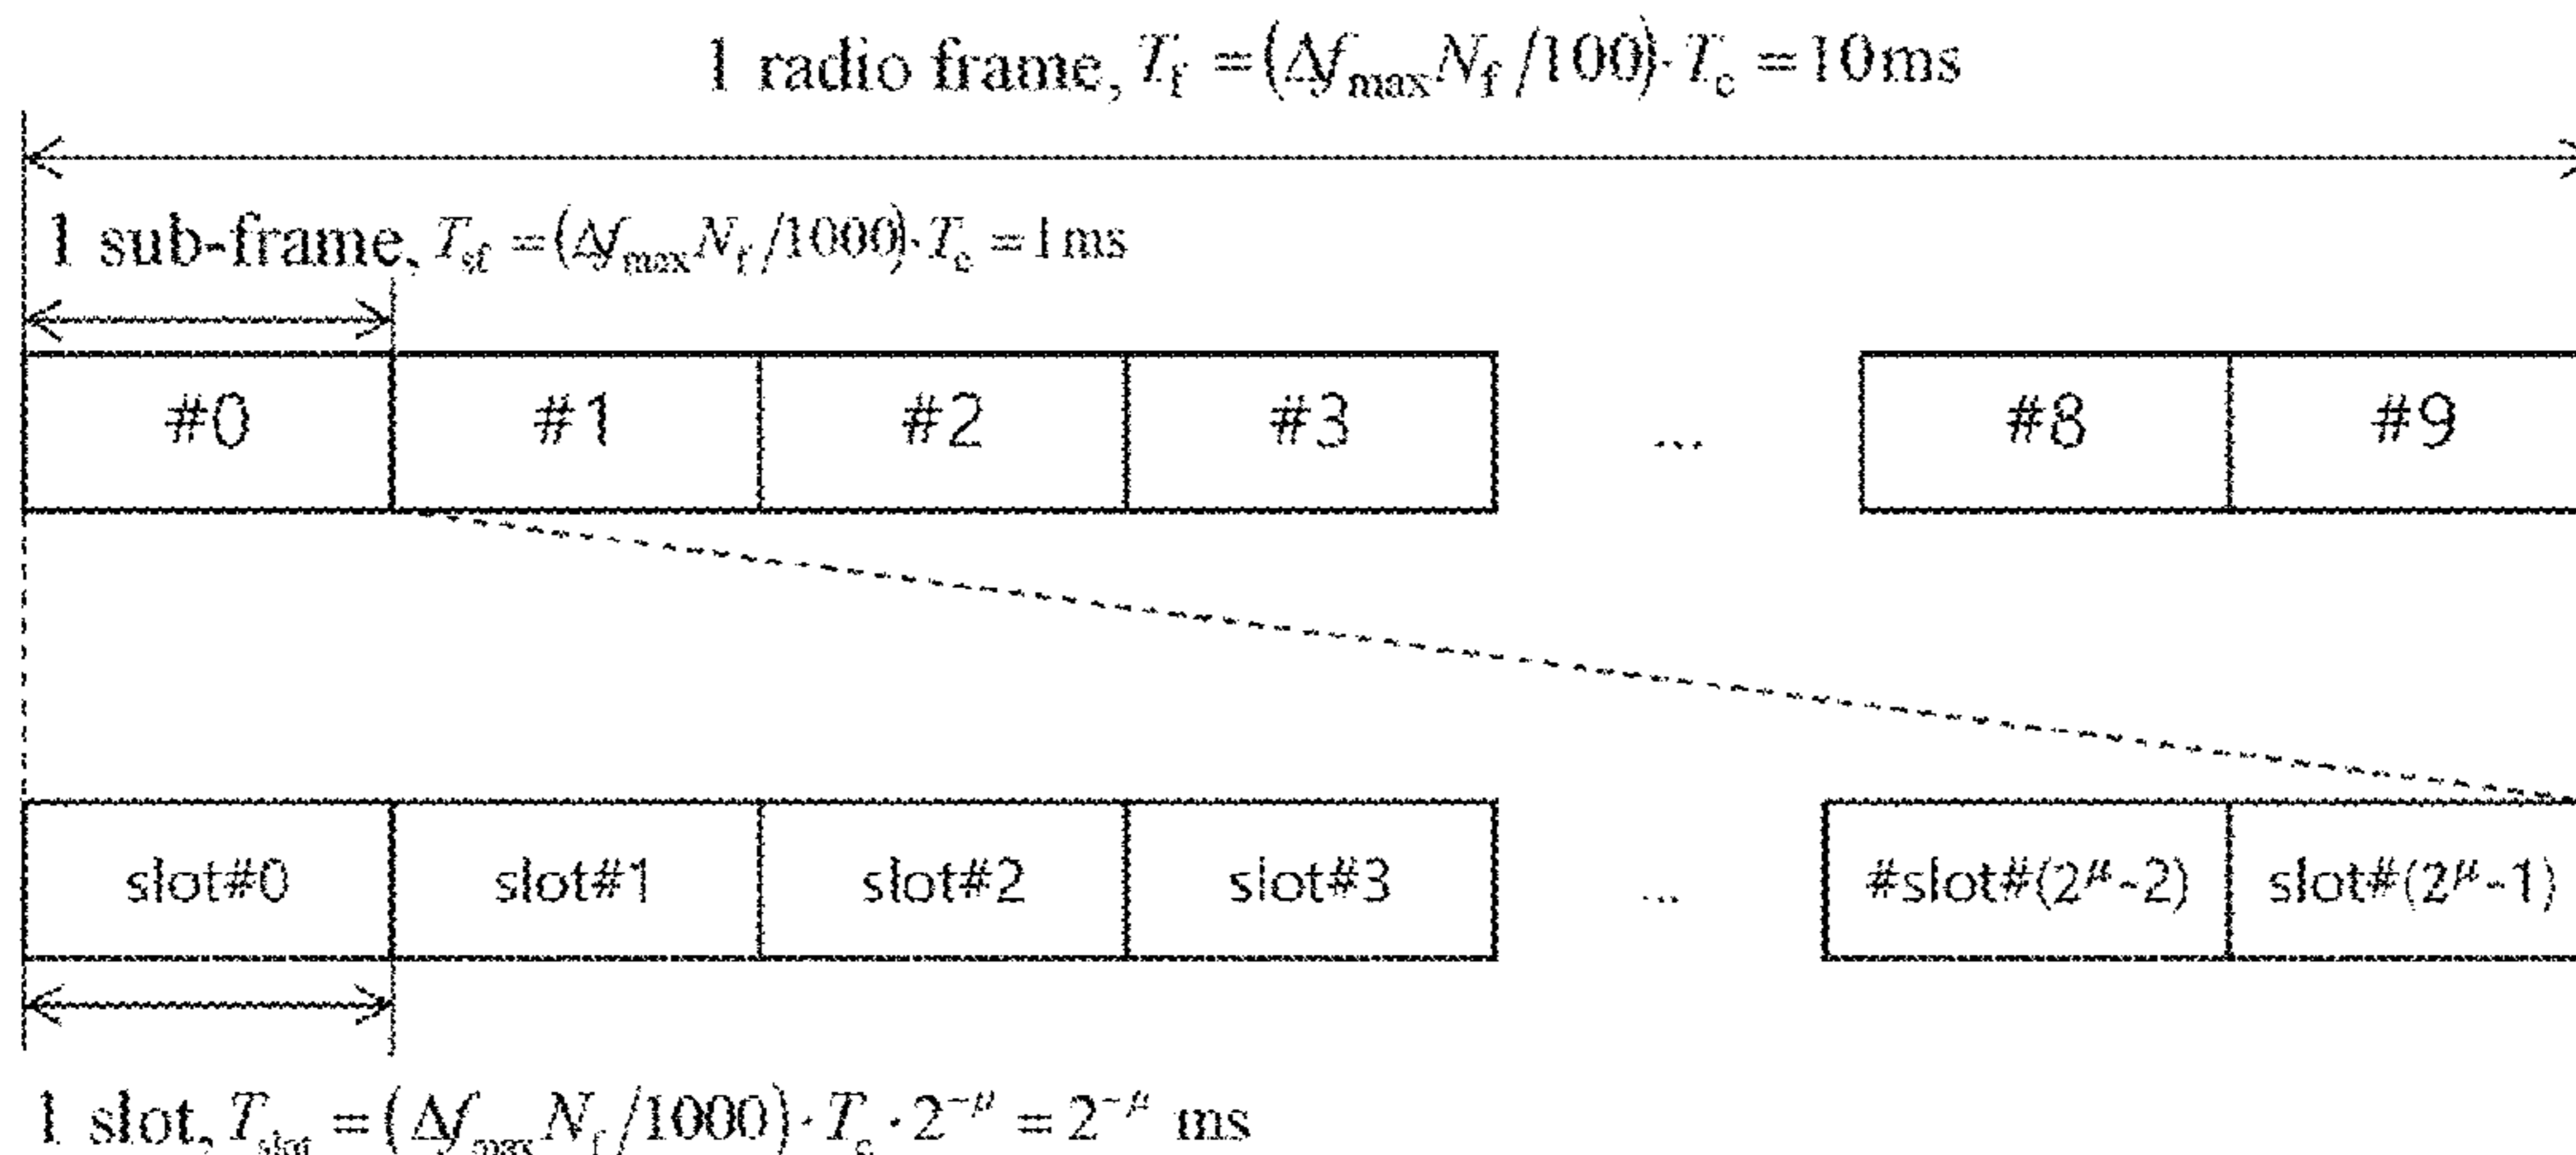 1 radio frame, T_f = (Δf_max N_f /100)· T_c = 10ms
1 sub-frame, T_sf = (Δf_max N_f /1000)· T_c = 1ms
#0 #1 #2 #3 ... #8 #9
slot#0 slot#1 slot#2 slot#3 ... #slot#(2^μ-2) slot#(2^μ-1)
1 slot, T_slot = (Δf_max N_f /1000)· T_c · 2^-μ = 2^-μ ms